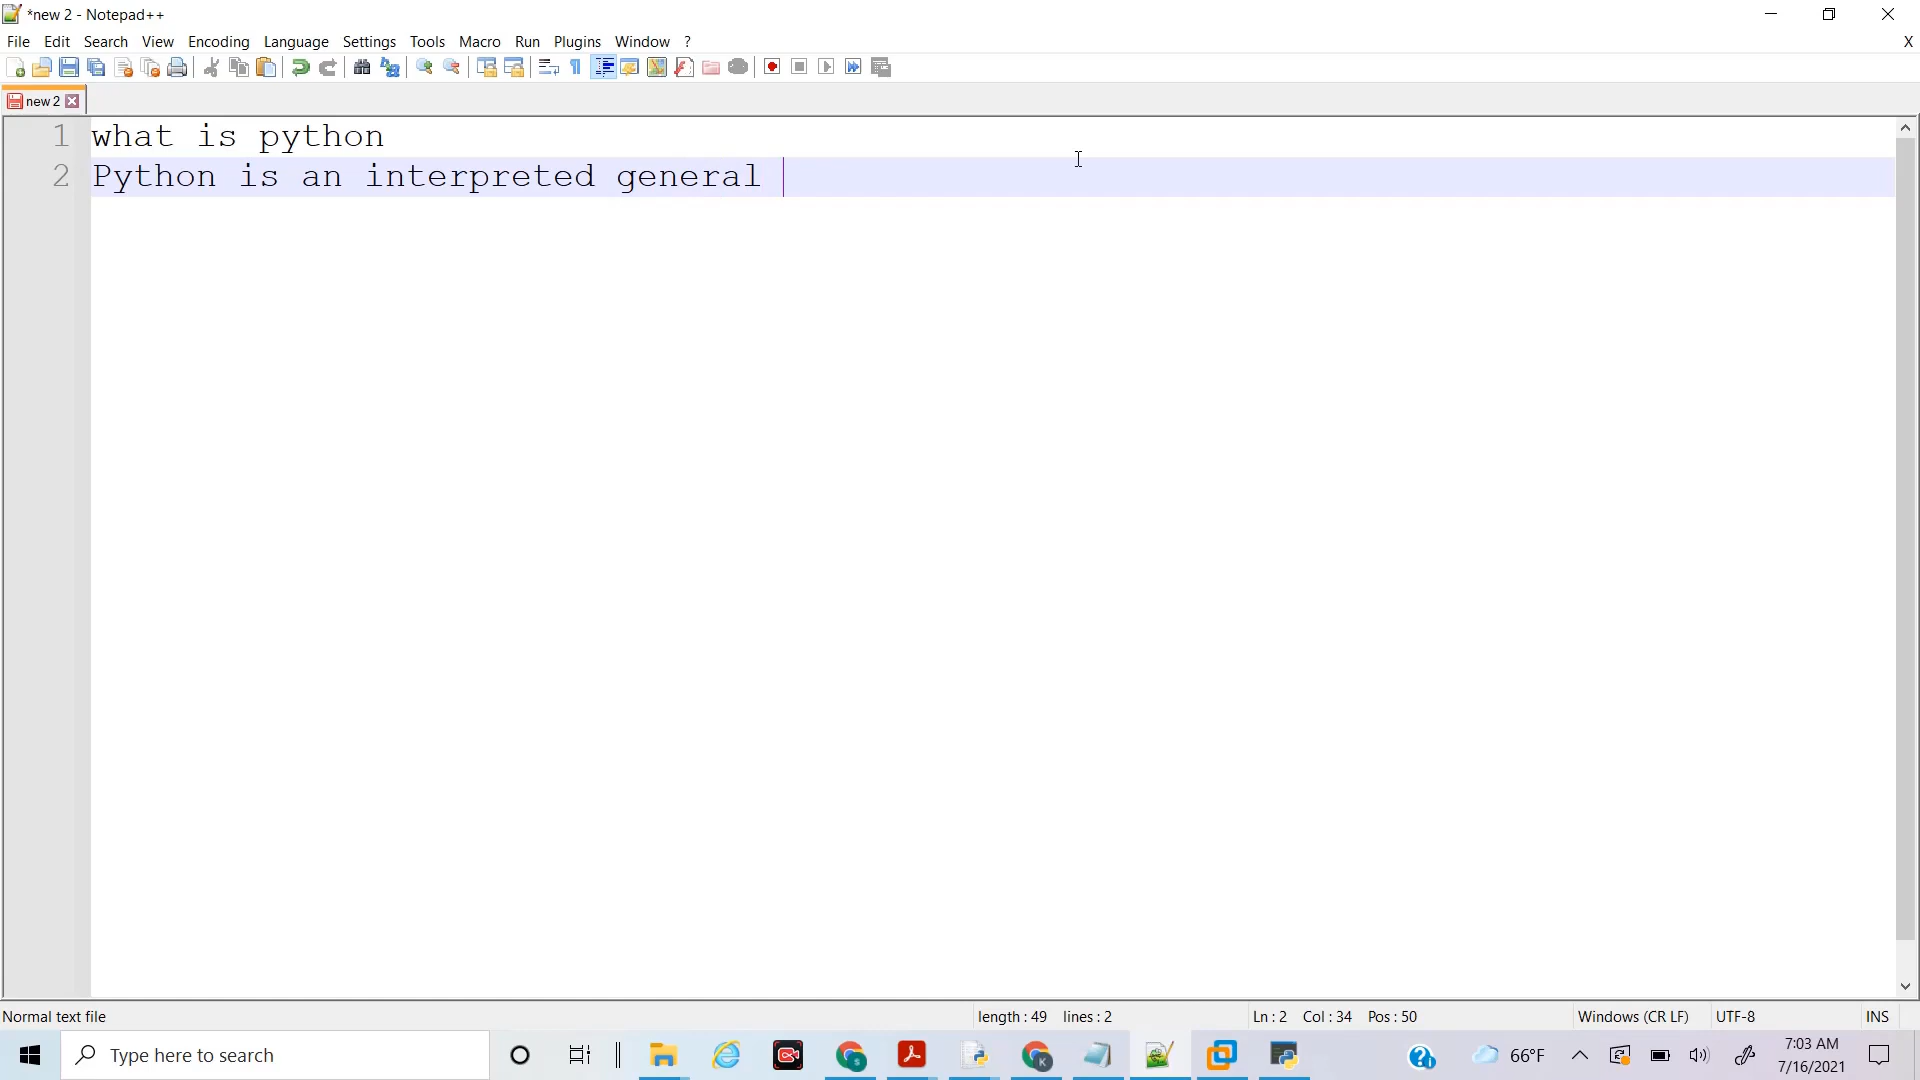 *new 2 - Notepad++
File Edit Search View Encoding Language Settings Tools Macro Run Plugins Window ? X
new 2
1 what is python
2 Python is an interpreted general
Normal text file length : 49 lines : 2 Ln : 2 Col : 34 Pos : 50 Windows (CR LF) UTF-8 INS
Type here to search 66°F 7:03 AM
7/16/2021